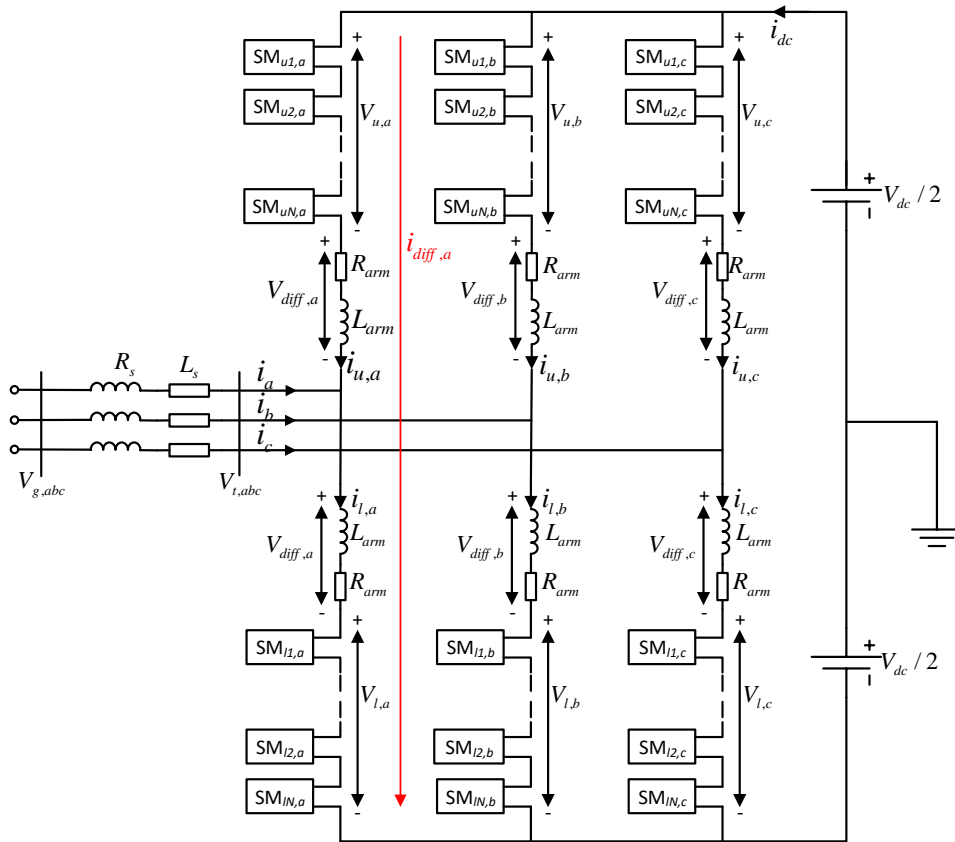 i_dc
+ + +
SM_u1,a SM_u1,b SM_u1,c
SM_u2,a V_u,a SM_u2,b V_u,b SM_u2,c V_u,c
+
V_dc / 2
-
SM_uN,a SM_uN,b SM_uN,c
- - -
i_diff,a
+ R_arm + R_arm + R_arm
V_diff,a V_diff,b V_diff,c
L_arm L_arm L_arm
- - -
i_u,a i_u,b i_u,c
R_s L_s i_a
i_b
i_c
V_g,abc V_t,abc
+ i_l,a + i_l,b + i_l,c
L_arm L_arm L_arm
V_diff,a V_diff,b V_diff,c
R_arm R_arm R_arm
- - -
+ + +
SM_l1,a SM_l1,b SM_l1,c
+
V_dc / 2
-
V_l,a V_l,b V_l,c
SM_l2,a SM_l2,b SM_l2,c
SM_lN,a SM_lN,b SM_lN,c
- - -